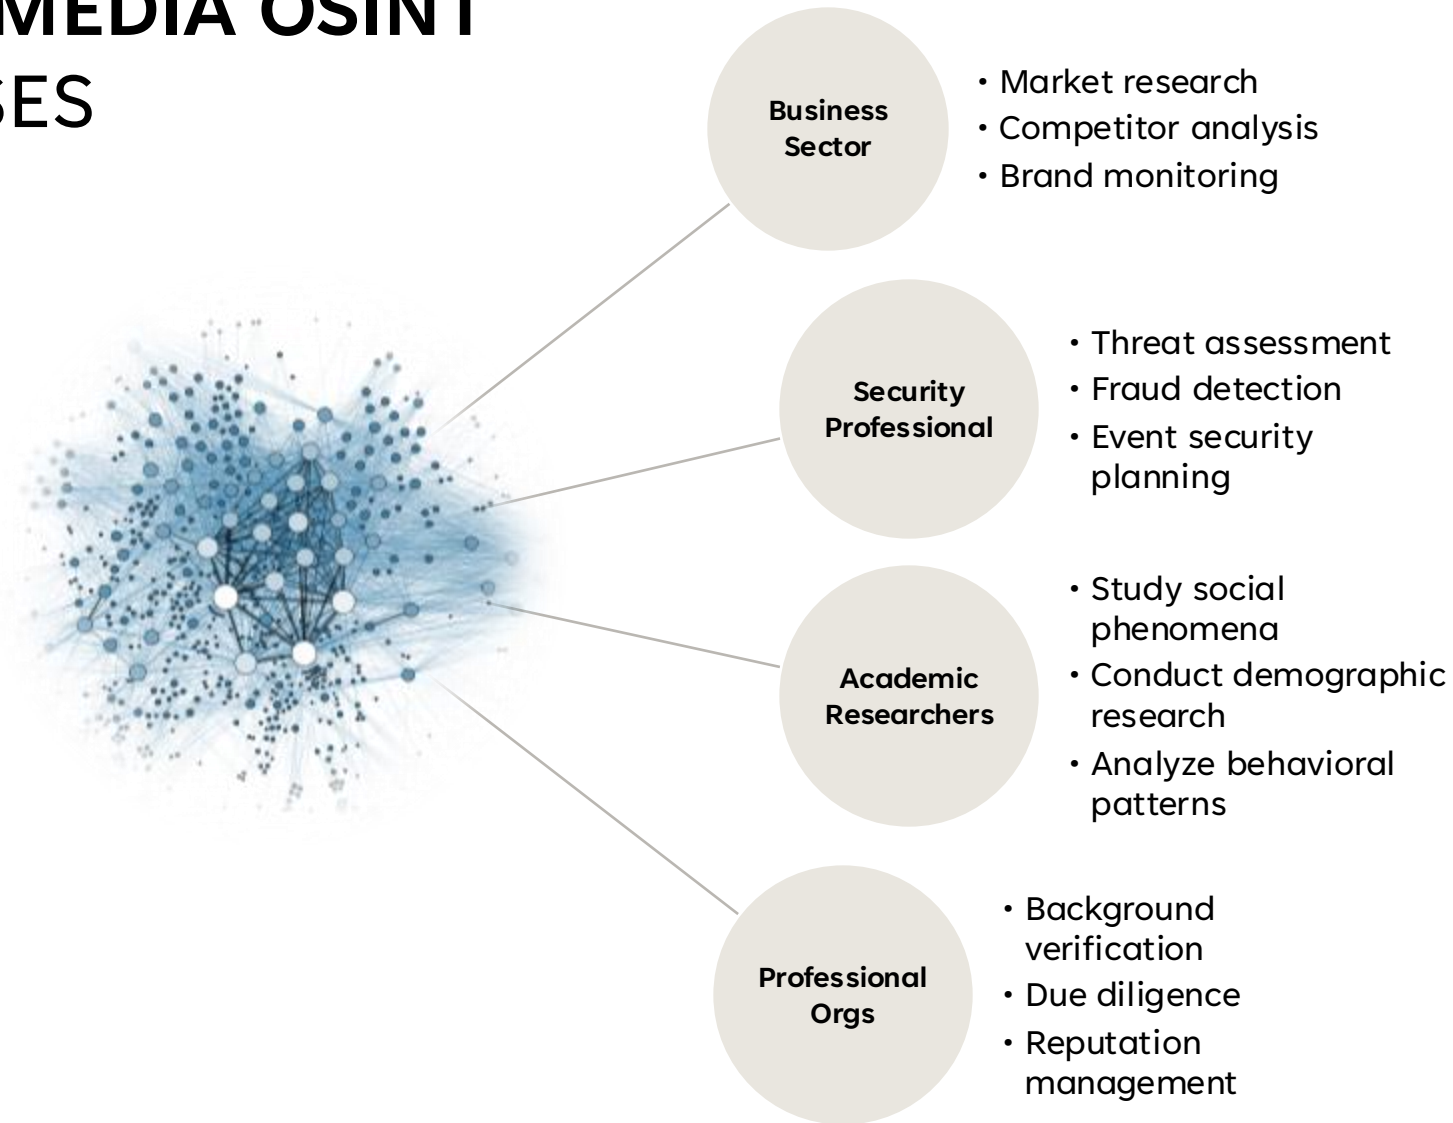 MEDIA OSINT
SES
Business
Sector
• Market research
• Competitor analysis
• Brand monitoring
Security
Professional
• Threat assessment
• Fraud detection
• Event security
planning
Academic
Researchers
• Study social
phenomena
• Conduct demographic
research
• Analyze behavioral
patterns
Professional
Orgs
• Background
verification
• Due diligence
• Reputation
management